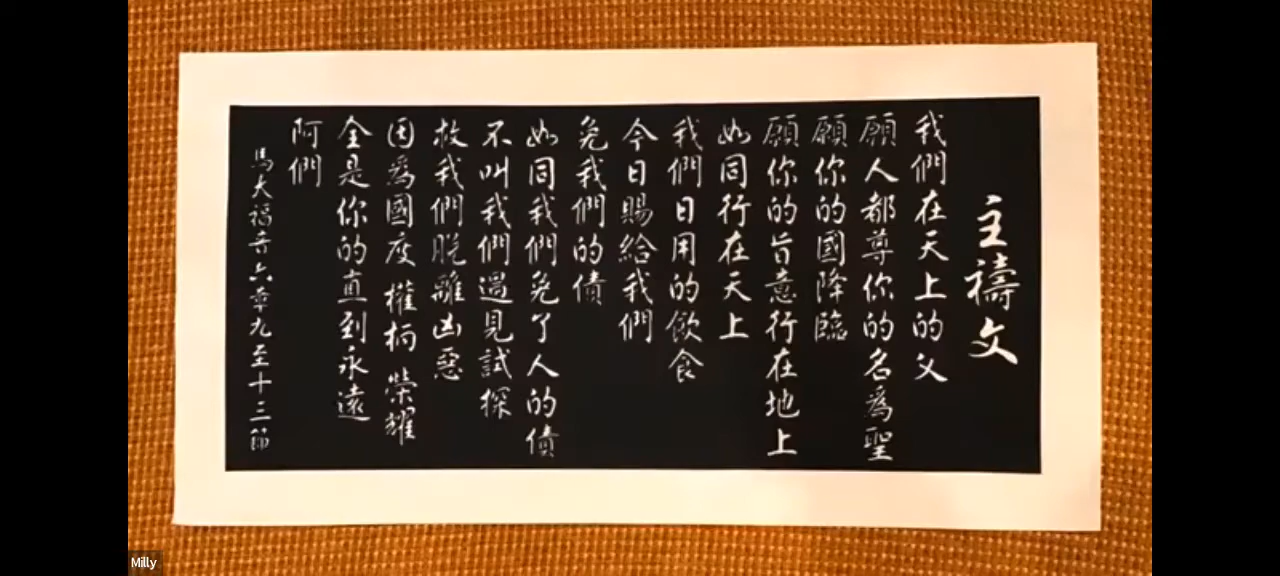 主禱文
我們在天上的父
願人都尊你的名為聖
願你的國降臨
願你的旨意行在地上
如同行在天上
我們日用的飲食
今日賜給我們
免我們的債
如同我們免了人的債
不叫我們遇見試探
救我們脫離凶惡
因為國度 權柄 榮耀
全是你的直到永遠
阿們
馬太福音六章九至十三節
Milly